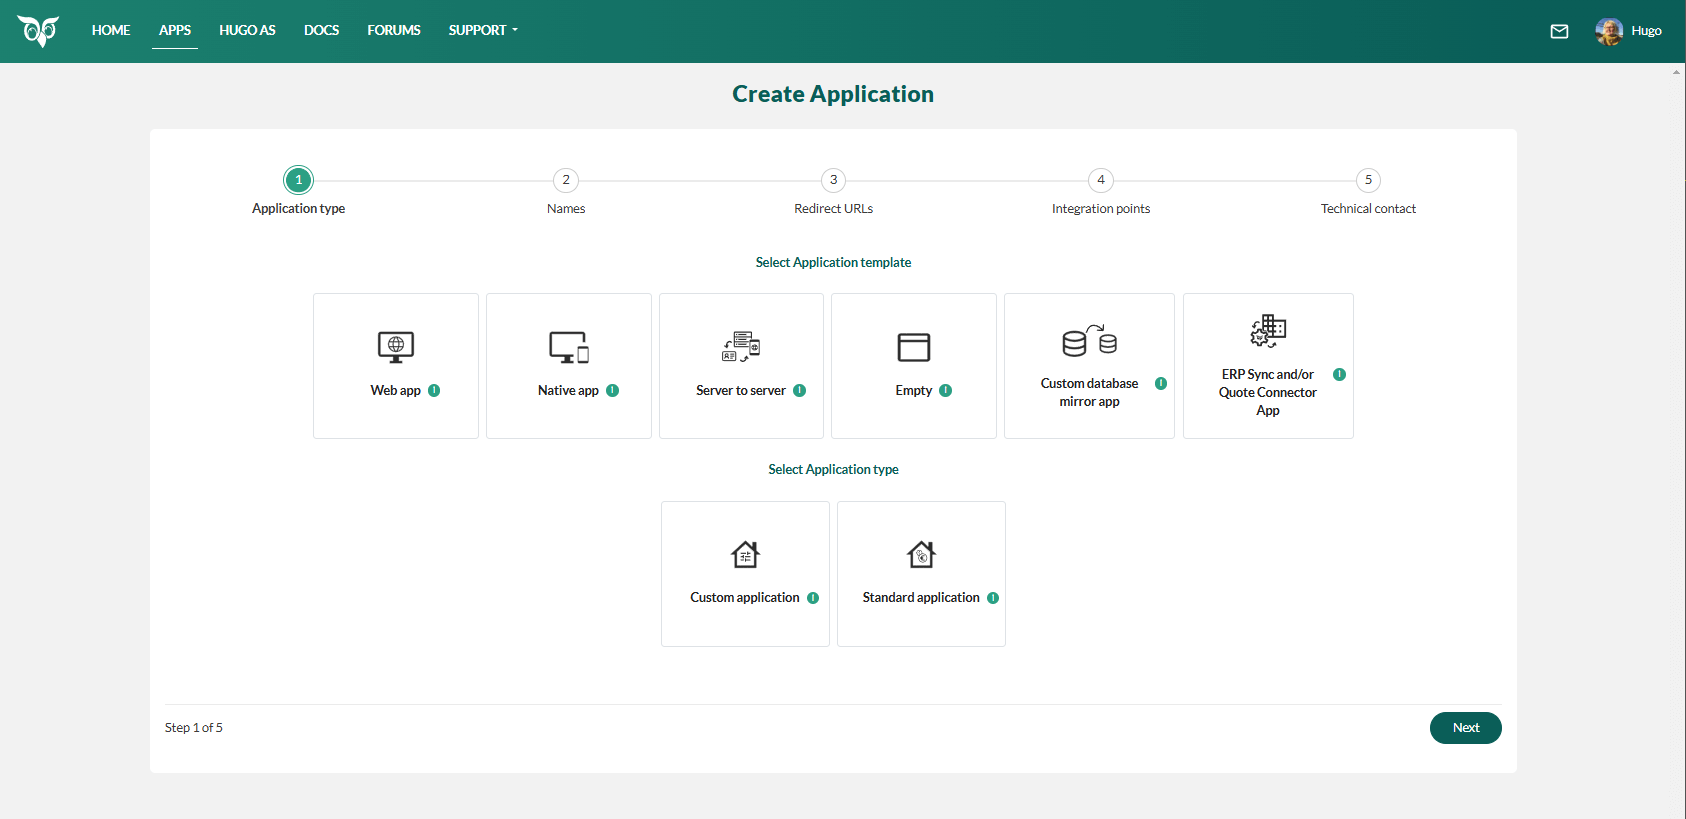 HOME APPS HUGO AS DOCS FORUMS SUPPORT Hugo
Create Application
1 2 3 4 5
Application type Names Redirect URLs Integration points Technical contact
Select Application template
Web app
Native app
Server to server
Empty
Custom database
mirror app
ERP Sync and/or
Quote Connector
App
Select Application type
Custom application
Standard application
Step 1 of 5
Next